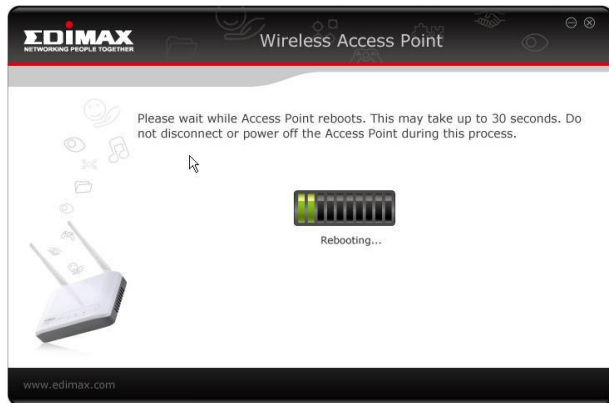 EDIMAX
NETWORKING PEOPLE TOGETHER
Wireless Access Point
Please wait while Access Point reboots. This may take up to 30 seconds. Do
not disconnect or power off the Access Point during this process.
Rebooting...
www.edimax.com